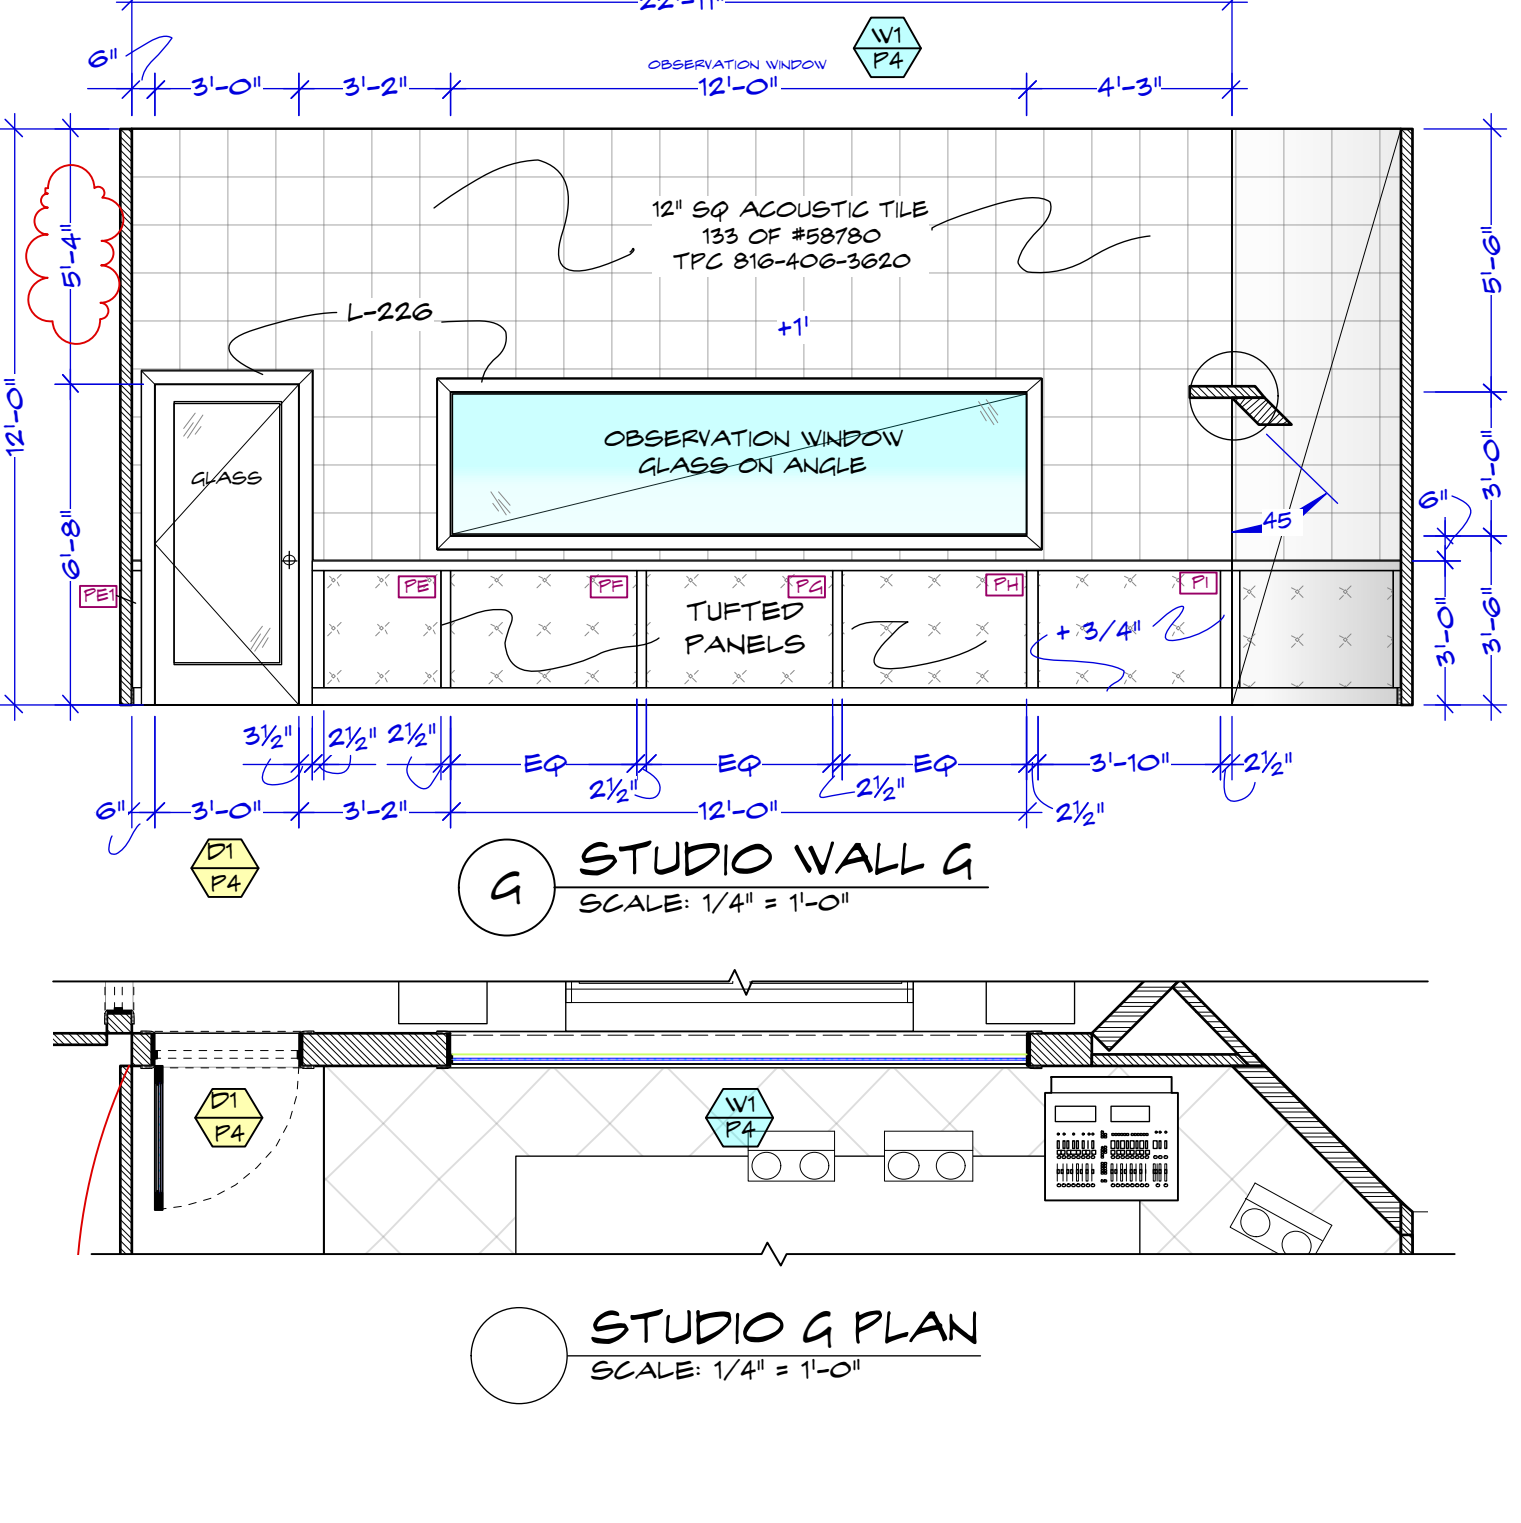 22'-11"
W1
P4
6"
OBSERVATION WINDOW
3'-0"
3'-2"
12'-0"
4'-3"
12" SQ ACOUSTIC TILE
133 OF #58780
TPC 816-406-3620
5'-4"
5'-6"
L-226
+1'
12'-0"
OBSERVATION WINDOW
GLASS ON ANGLE
GLASS
3'-0"
6"
45
6'-8"
PE1
PE
PF
PG
PH
PI
TUFTED
PANELS
+ 3/4"
3'-0"
3'-6"
3½"
2½"
2½"
EQ
EQ
EQ
3'-10"
2½"
2½"
2½"
2½"
6"
3'-0"
3'-2"
12'-0"
D1
P4
G
STUDIO WALL G
SCALE: 1/4" = 1'-0"
D1
P4
W1
P4
STUDIO G PLAN
SCALE: 1/4" = 1'-0"